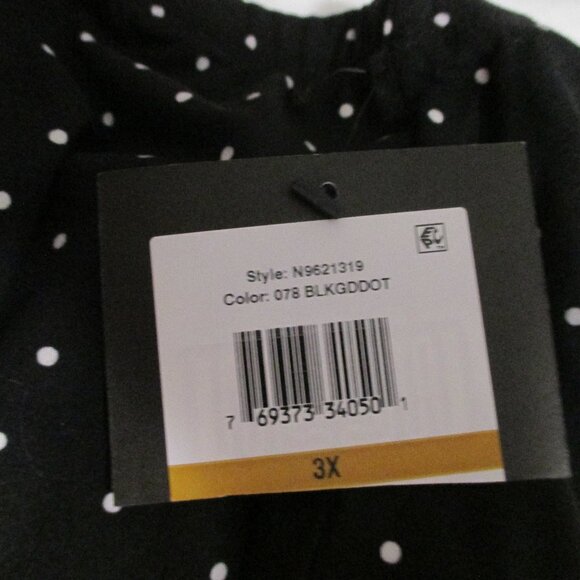 Style: N9621319
Color: 078 BLKGDDOT
7 69373 34050 1
3X